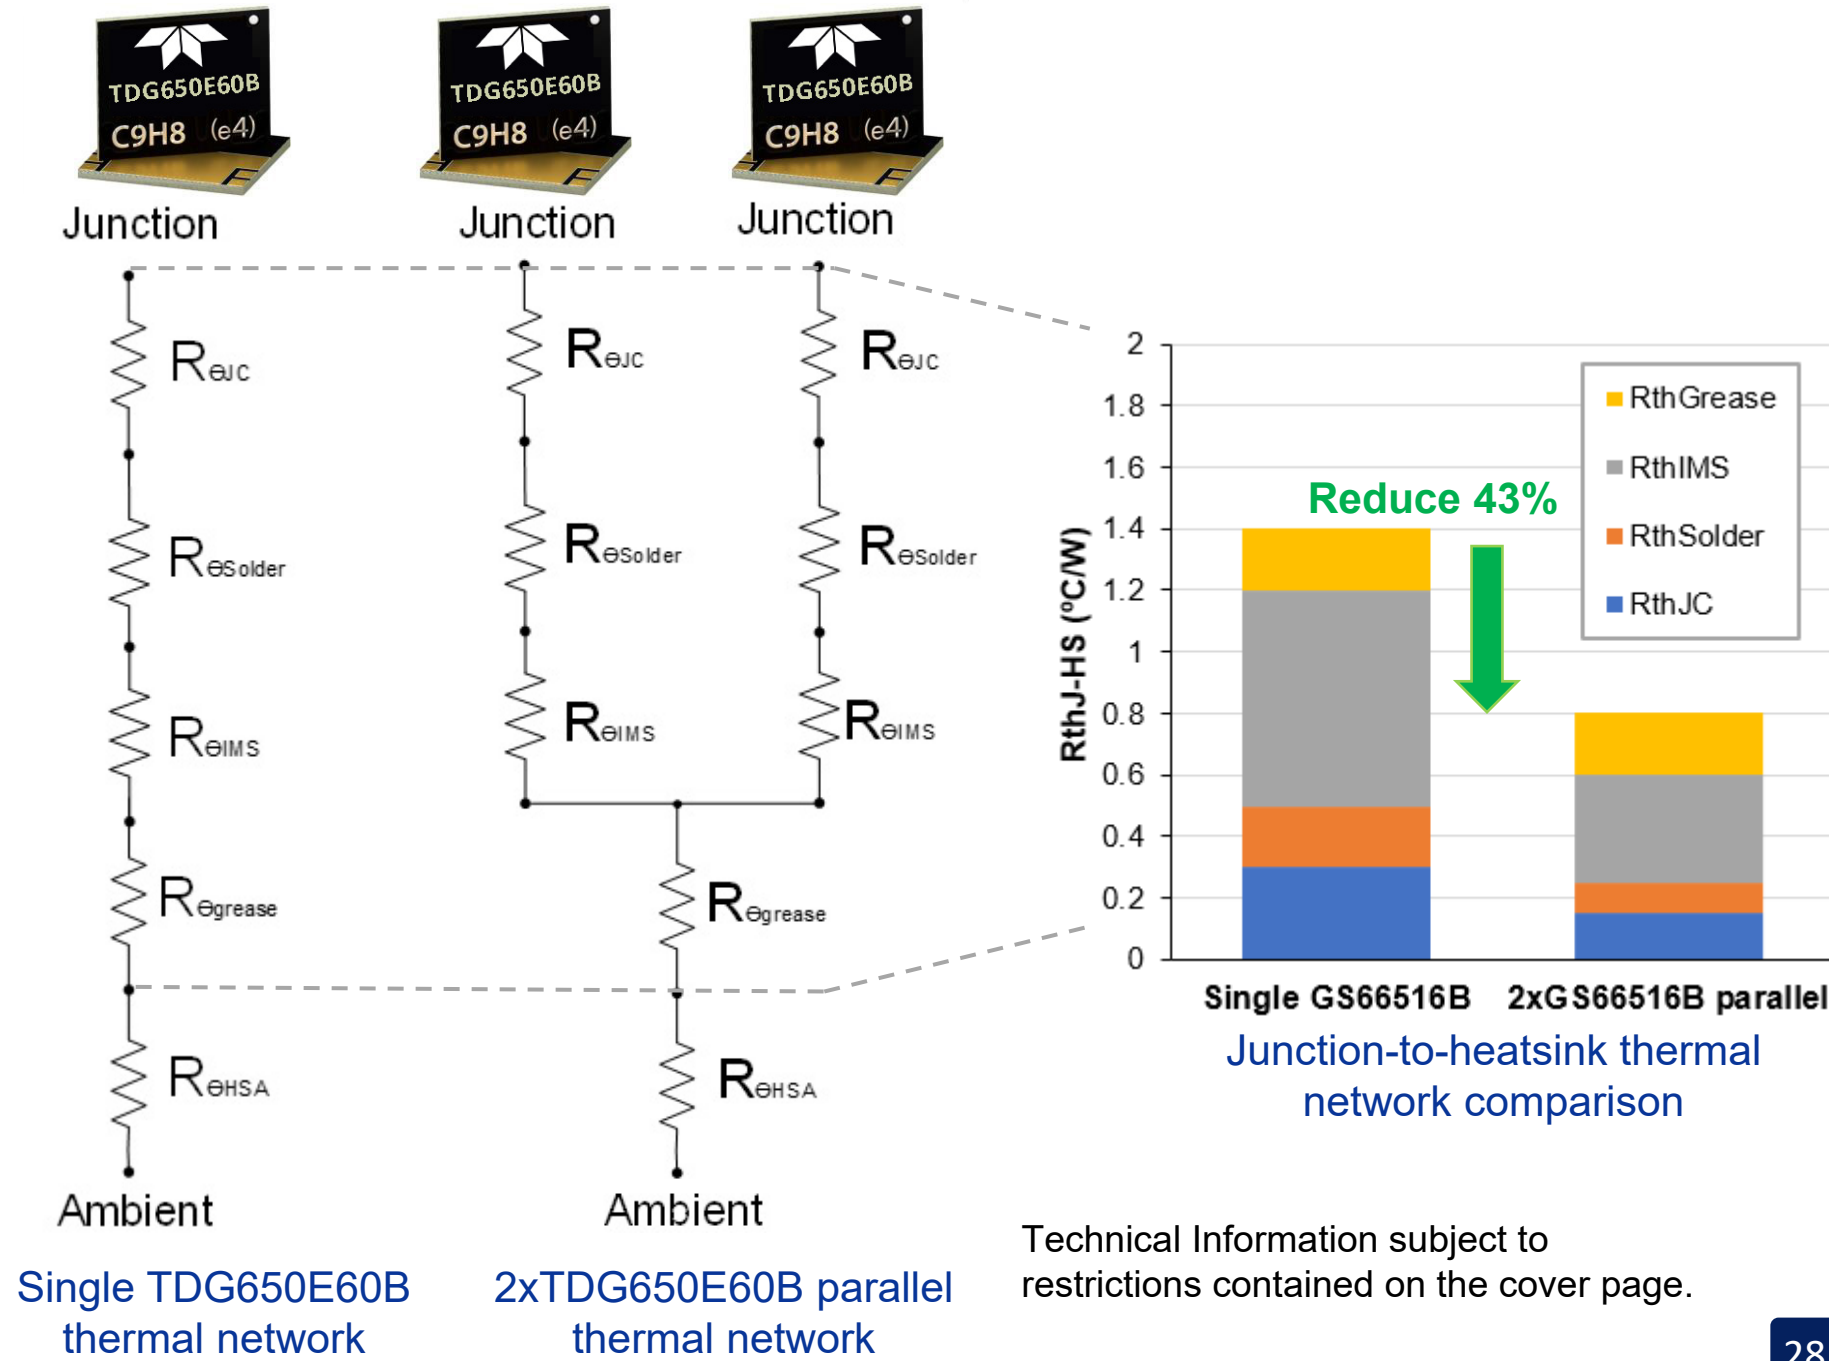 TDG650E60B
C9H8 (e4)
TDG650E60B
C9H8 (e4)
TDG650E60B
C9H8 (e4)
Junction
Junction
Junction
RΘJC
RΘJC
RΘJC
RΘSolder
RΘSolder
RΘSolder
RΘIMS
RΘIMS
RΘIMS
RΘgrease
RΘgrease
RΘHSA
RΘHSA
Ambient
Ambient
Single TDG650E60B
thermal network
2xTDG650E60B parallel
thermal network
RthJ-HS (ºC/W)
2
1.8
1.6
1.4
1.2
1
0.8
0.6
0.4
0.2
0
Reduce 43%
RthGrease
RthIMS
RthSolder
RthJC
Single GS66516B
2xGS66516B parallel
Junction-to-heatsink thermal
network comparison
Technical Information subject to
restrictions contained on the cover page.
28